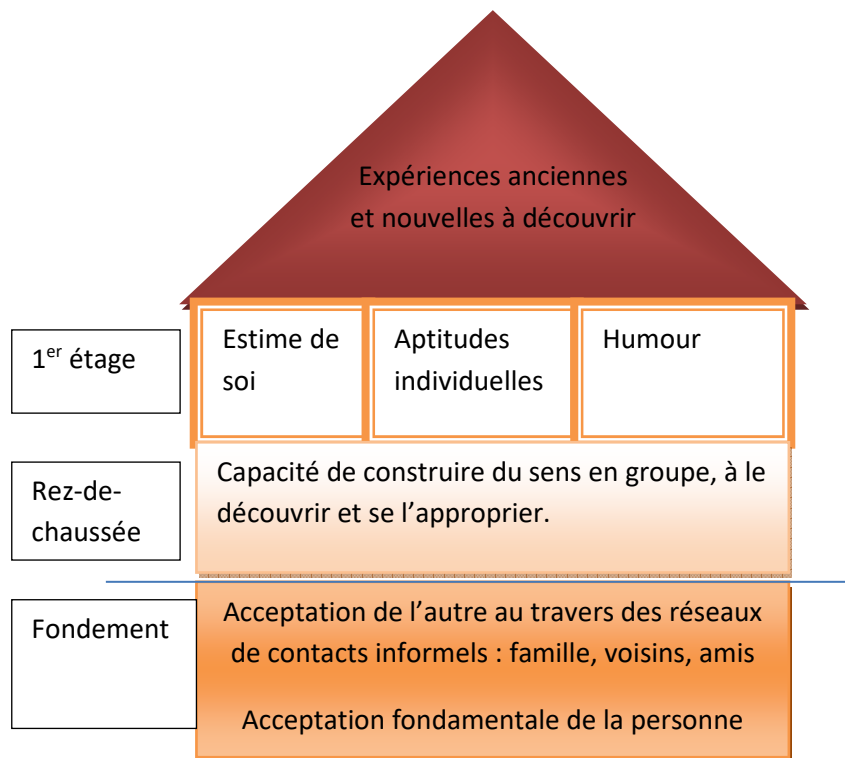 Expériences anciennes
et nouvelles à découvrir
1er étage
Estime de
soi
Aptitudes
individuelles
Humour
Rez-de-
chaussée
Capacité de construire du sens en groupe, à le
découvrir et se l’approprier.
Fondement
Acceptation de l’autre au travers des réseaux
de contacts informels : famille, voisins, amis
Acceptation fondamentale de la personne